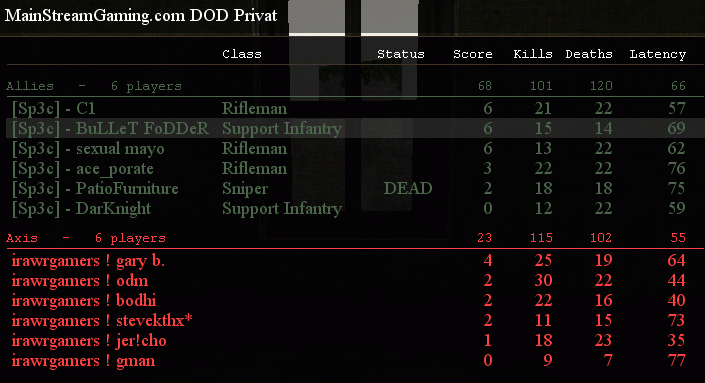 MainStreamGaming.com DOD Privat
Class Status Score Kills Deaths Latency
Allies - 6 players 68 101 120 66
[Sp3c] - C1 Rifleman 6 21 22 57
[Sp3c] - BuLLeT FoDDeR Support Infantry 6 15 14 69
[Sp3c] - sexual mayo Rifleman 6 13 22 62
[Sp3c] - ace_porate Rifleman 3 22 22 76
[Sp3c] - PatioFurniture Sniper DEAD 2 18 18 75
[Sp3c] - DarKnight Support Infantry 0 12 22 59
Axis - 6 players 23 115 102 55
irawrgamers ! gary b. 4 25 19 64
irawrgamers ! odm 2 30 22 44
irawrgamers ! bodhi 2 22 16 40
irawrgamers ! stevekthx* 2 11 15 73
irawrgamers ! jer!cho 1 18 23 35
irawrgamers ! gman 0 9 7 77